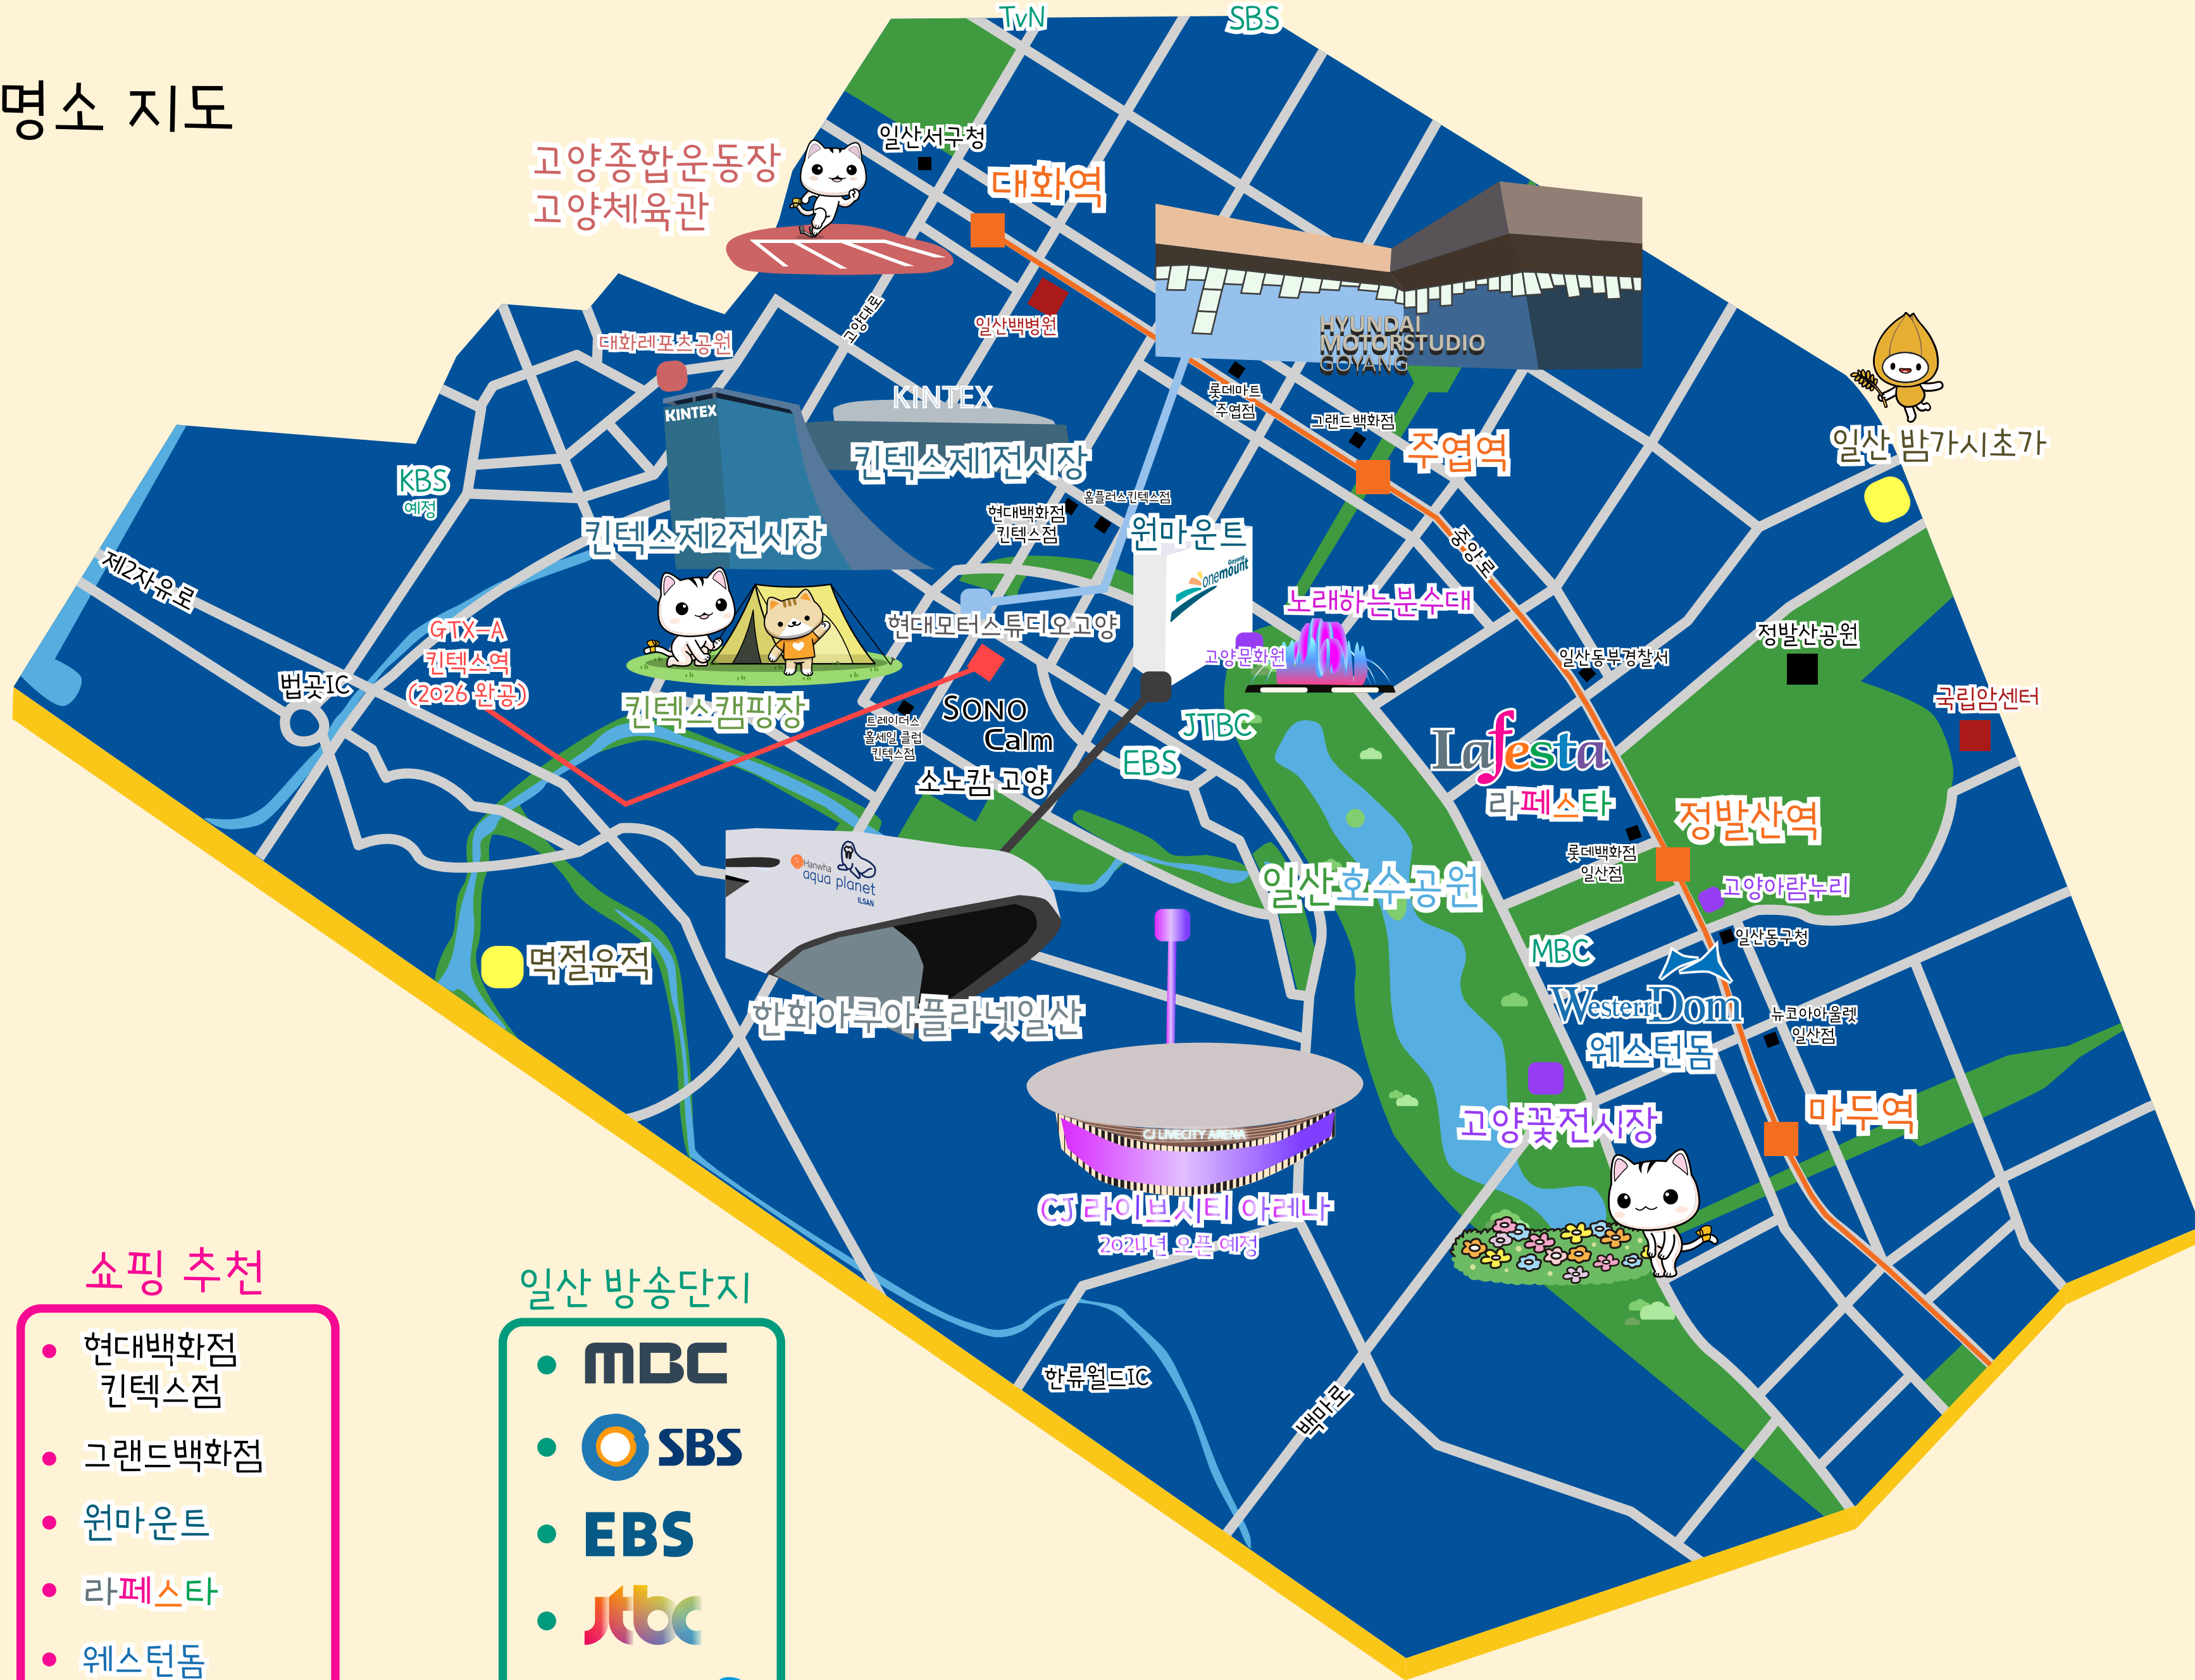 명소 지도
TvN
SBS
일산서구청
고양종합운동장
고양체육관
대화역
일산백병원
고양대로
대화레포츠공원
KINTEX
KINTEX
킨텍스제1전시장
HYUNDAI
MOTORSTUDIO
GOYANG
롯데마트
주엽점
그랜드백화점
주엽역
일산 밤가시초가
KBS
예정
킨텍스제2전시장
현대백화점
킨텍스점
홈플러스킨텍스점
원마운트
Goyang
onemount
중앙로
제2자유로
GTX-A
킨텍스역
(2026 완공)
법곳IC
현대모터스튜디오고양
노래하는분수대
고양문화원
일산동부경찰서
정발산공원
국립암센터
킨텍스캠핑장
트레이더스
홀세일 클럽
킨텍스점
SONO
Calm
소노캄 고양
JTBC
EBS
Lafesta
라페스타
정발산역
롯데백화점
일산점
고양아람누리
일산동구청
Hanwha
aqua planet
ILSAN
일산호수공원
멱절유적
한화아쿠아플라넷일산
MBC
WesternDom
웨스턴돔
뉴코아아울렛
일산점
마두역
고양꽃전시장
CJ LIVECITY ARENA
CJ 라이브시티 아레나
2024년 오픈 예정
한류월드IC
백마로
쇼핑 추천
현대백화점
킨텍스점
그랜드백화점
원마운트
라페스타
웨스턴돔
일산 방송단지
MBC
SBS
EBS
jtbc